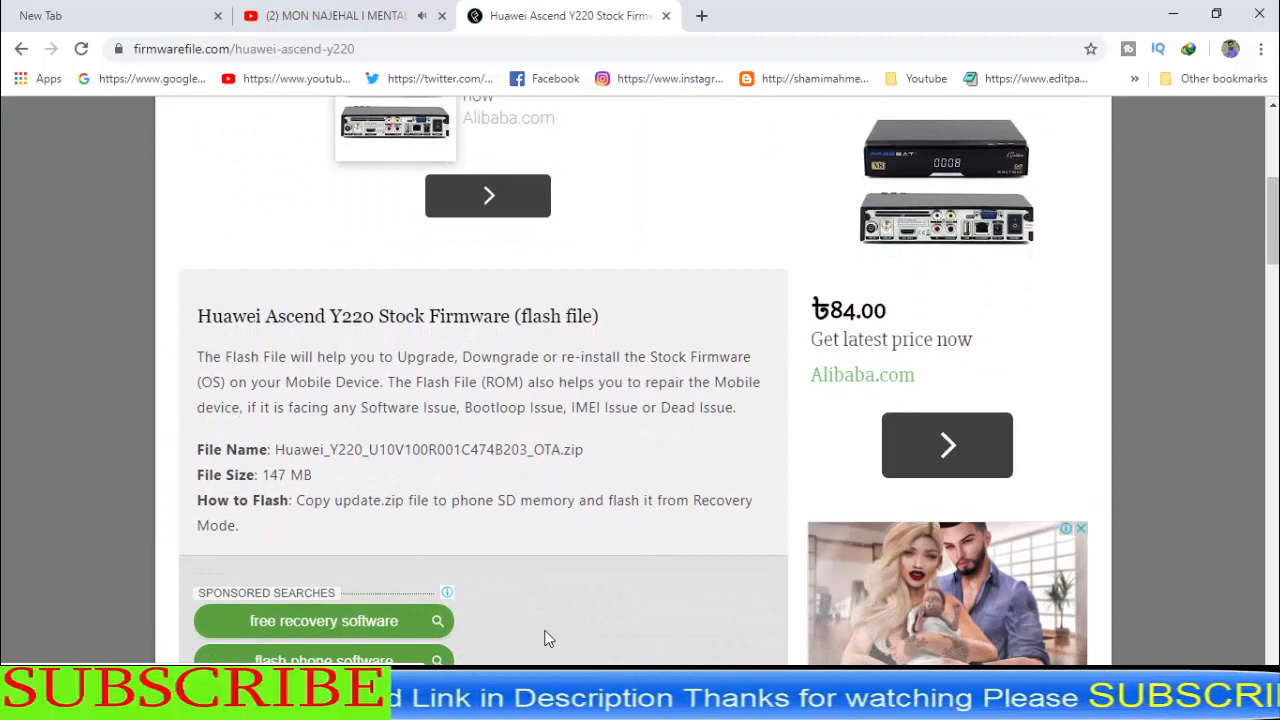 New Tab
(2) MON NAJEHAL I MENTAL
Huawei Ascend Y220 Stock Firmw
firmwarefile.com/huawei-ascend-y220
Apps
https://www.google...
https://www.youtub...
https://twitter.com/...
Facebook
https://www.instagr...
http://shamimahme...
Youtube
https://www.editpa...
Other bookmarks
now
Alibaba.com
FREESAT
V8
0008
৳84.00
Get latest price now
Alibaba.com
Huawei Ascend Y220 Stock Firmware (flash file)
The Flash File will help you to Upgrade, Downgrade or re-install the Stock Firmware
(OS) on your Mobile Device. The Flash File (ROM) also helps you to repair the Mobile
device, if it is facing any Software Issue, Bootloop Issue, IMEI Issue or Dead Issue.
File Name: Huawei_Y220_U10V100R001C474B203_OTA.zip
File Size: 147 MB
How to Flash: Copy update.zip file to phone SD memory and flash it from Recovery
Mode.
SPONSORED SEARCHES
free recovery software
flash phone software
SUBSCRIBE
d Link in Description Thanks for watching Please SUBSCRI